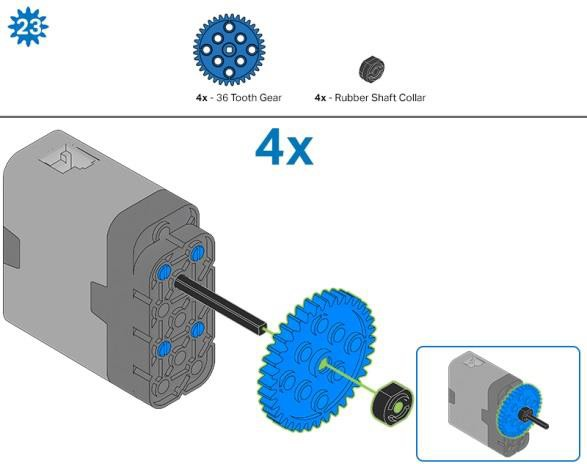 23
4x - 36 Tooth Gear
4x - Rubber Shaft Collar
4x